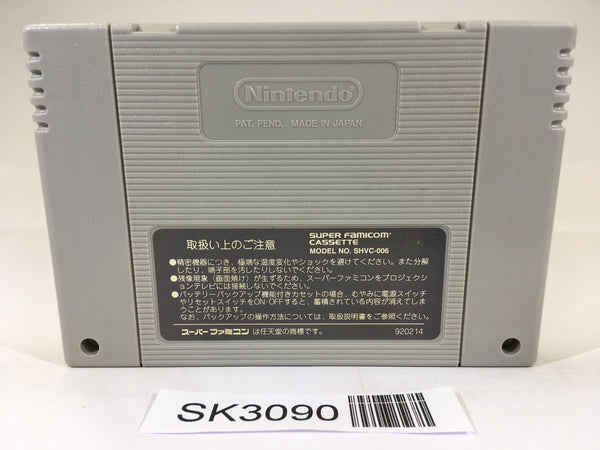 Nintendo
PAT. PEND. MADE IN JAPAN
取扱い上のご注意
SUPER FAMICOM
CASSETTE
MODEL NO. SHVC-006
●精密機器につき、極端な温度変化やショックを避けてください。また分解
したり、端子部を汚したりしないでください。
●残像現象(画面焼け)が生ずるため、スーパーファミコンをプロジェクシ
ョンテレビには接続しないでください。
●バッテリーバックアップ機能付きカセットの場合、むやみに電源スイッチ
やリセットスイッチをON・OFFすると、蓄積されている内容が消えてしま
うことがあります。
なお、バックアップの操作方法については、取扱説明書をご参照ください。
スーパーファミコンは任天堂の商標です。 920214
SK3090